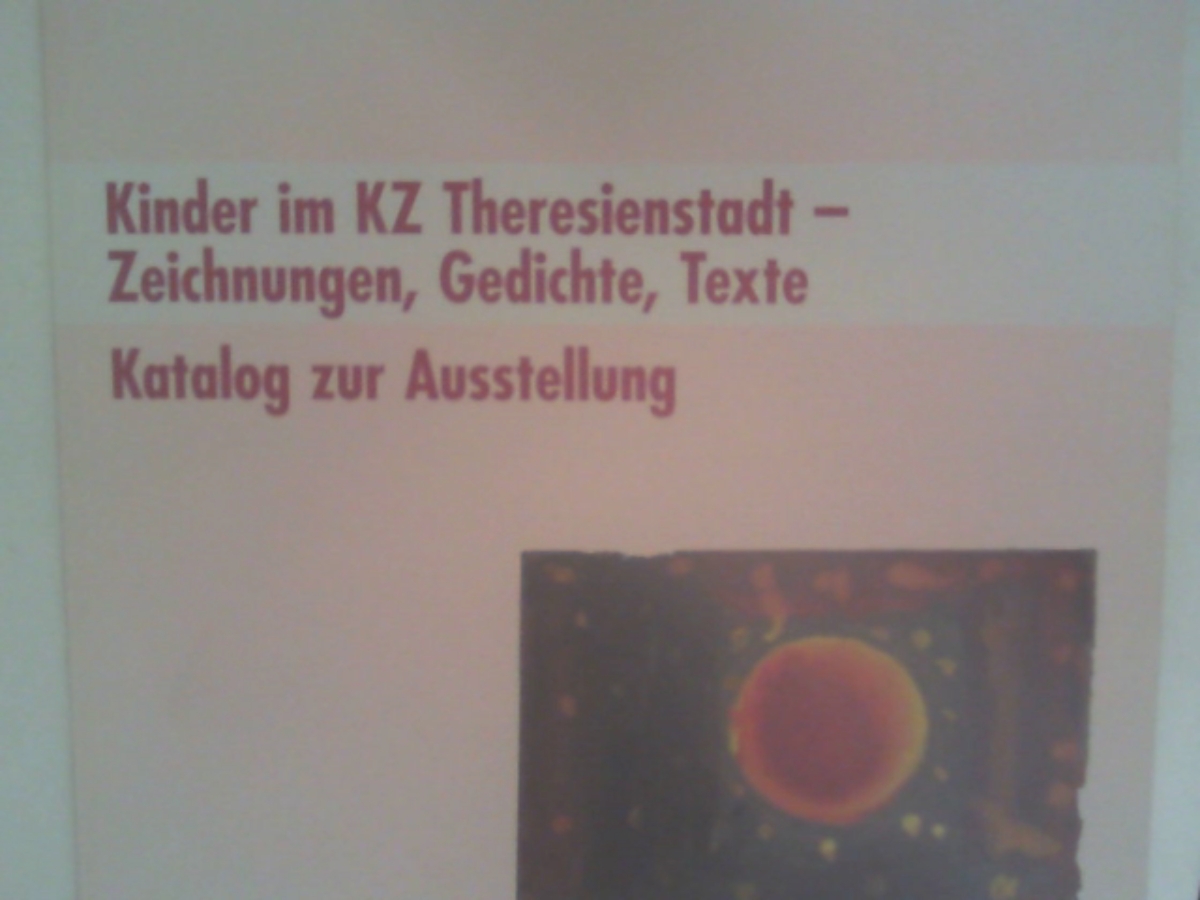 Kinder im KZ Theresienstadt –
Zeichnungen, Gedichte, Texte
Katalog zur Ausstellung